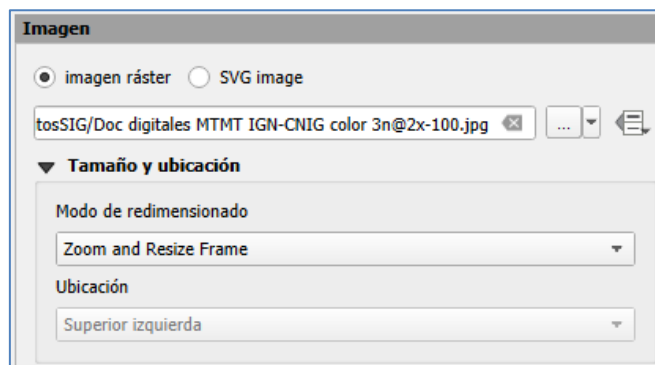 Imagen
imagen ráster SVG image
tosSIG/Doc digitales MTMT IGN-CNIG color 3n@2x-100.jpg ...
Tamaño y ubicación
Modo de redimensionado
Zoom and Resize Frame
Ubicación
Superior izquierda